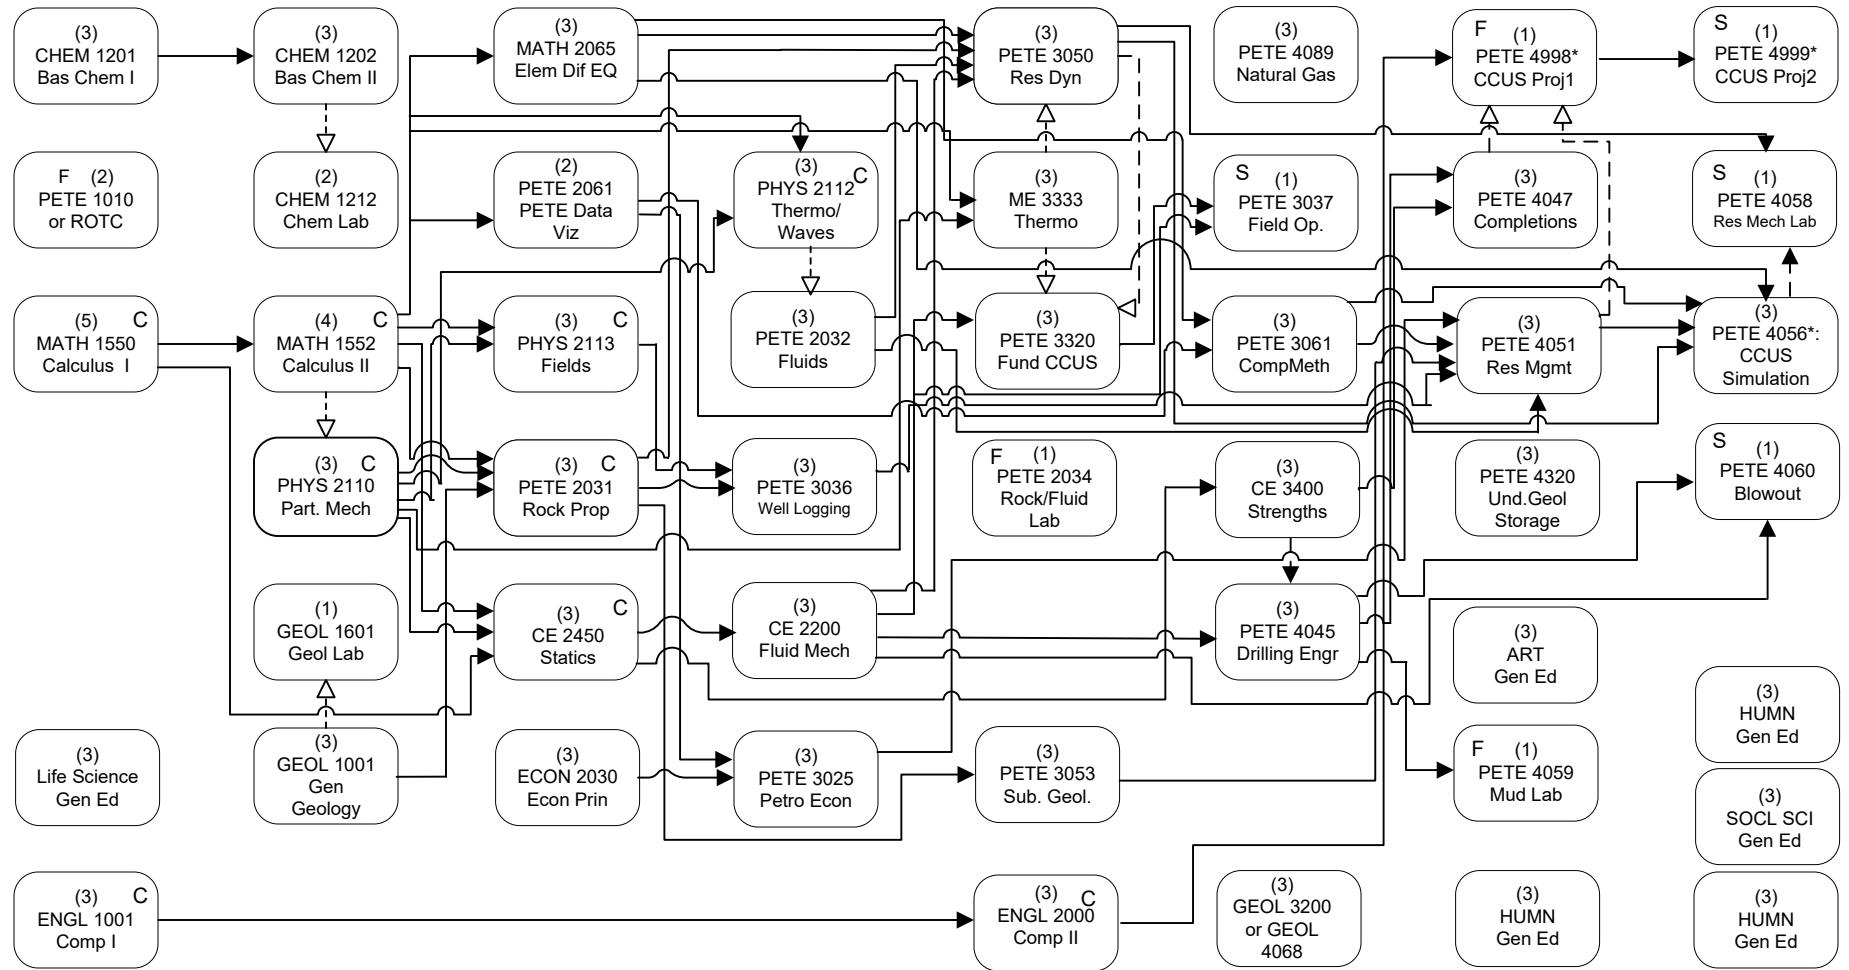 (3)
CHEM 1201
Bas Chem I
F (2)
PETE 1010
or ROTC
(5) C
MATH 1550
Calculus I
(3)
Life Science
Gen Ed
(3) C
ENGL 1001
Comp I
(3)
CHEM 1202
Bas Chem II
(2)
CHEM 1212
Chem Lab
(4) C
MATH 1552
Calculus II
(3) C
PHYS 2110
Part. Mech
(1)
GEOL 1601
Geol Lab
(3)
GEOL 1001
Gen
Geology
(3)
MATH 2065
Elem Dif EQ
(2)
PETE 2061
PETE Data
Viz
(3) C
PHYS 2113
Fields
(3) C
PETE 2031
Rock Prop
(3) C
CE 2450
Statics
(3)
ECON 2030
Econ Prin
(3) C
PHYS 2112
Thermo/
Waves
(3)
PETE 2032
Fluids
(3)
PETE 3036
Well Logging
(3)
CE 2200
Fluid Mech
(3)
PETE 3025
Petro Econ
(3)
PETE 3050
Res Dyn
(3)
ME 3333
Thermo
(3)
PETE 3320
Fund CCUS
F (1)
PETE 2034
Rock/Fluid
Lab
(3)
PETE 3053
Sub. Geol.
(3) C
ENGL 2000
Comp II
(3)
PETE 4089
Natural Gas
S (1)
PETE 3037
Field Op.
(3)
PETE 3061
CompMeth
(3)
CE 3400
Strengths
(3)
PETE 4045
Drilling Engr
(3)
GEOL 3200
or GEOL
4068
F (1)
PETE 4998*
CCUS Proj1
(3)
PETE 4047
Completions
(3)
PETE 4051
Res Mgmt
(3)
PETE 4320
Und.Geol
Storage
(3)
ART
Gen Ed
F (1)
PETE 4059
Mud Lab
(3)
HUMN
Gen Ed
S (1)
PETE 4999*
CCUS Proj2
S (1)
PETE 4058
Res Mech Lab
(3)
PETE 4056*:
CCUS
Simulation
S (1)
PETE 4060
Blowout
(3)
HUMN
Gen Ed
(3)
SOCL SCI
Gen Ed
(3)
HUMN
Gen Ed